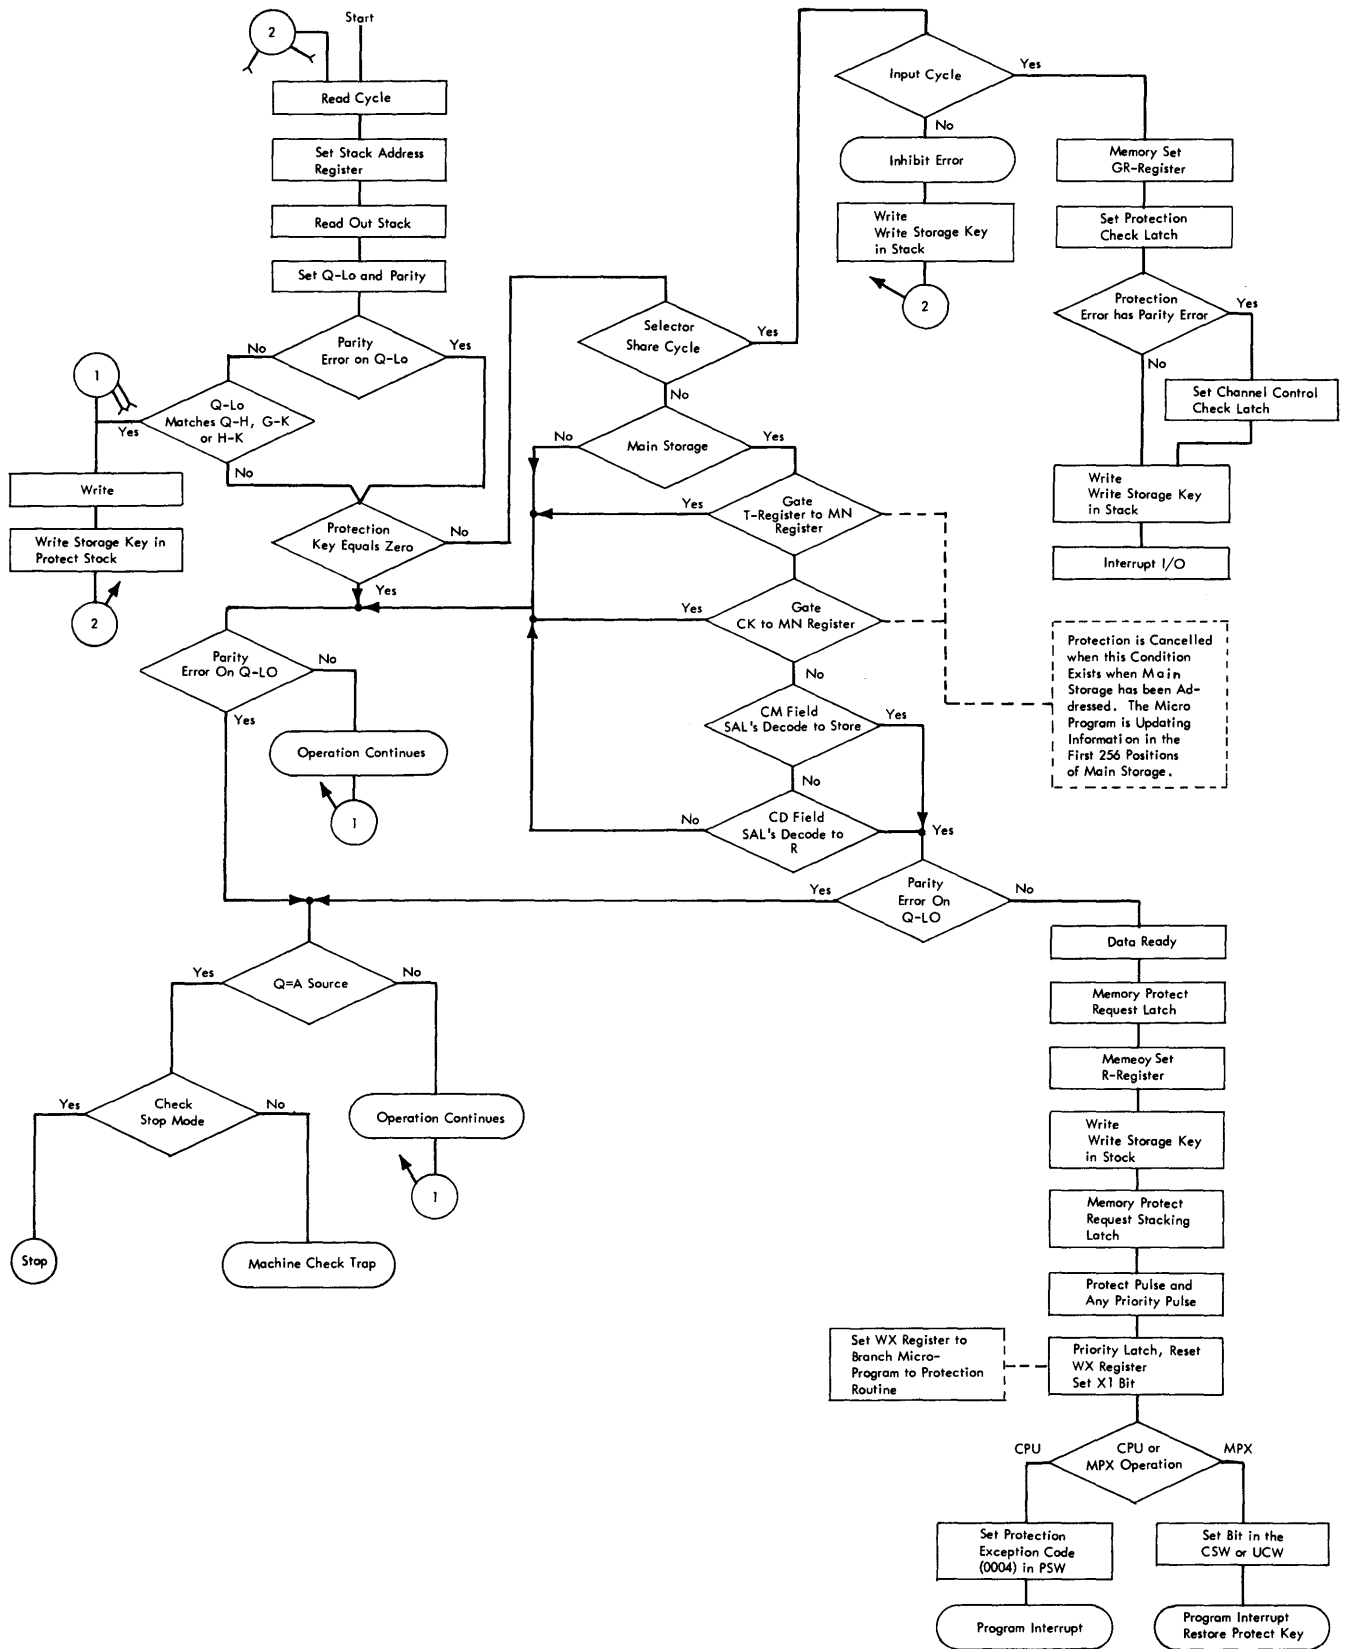 Start
2
Read Cycle
Set Stack Address
Register
Read Out Stack
Set Q-Lo and Parity
Parity
Error on Q-Lo
No
Yes
1
Q-Lo
Matches Q-H, G-K
or H-K
Yes
No
Write
Write Storage Key in
Protect Stock
2
Protection
Key Equals Zero
No
Yes
Parity
Error On Q-LO
No
Yes
Operation Continues
1
Q=A Source
Yes
No
Check
Stop Mode
Yes
No
Operation Continues
1
Stop
Machine Check Trap
Selector
Share Cycle
Yes
No
Main Storage
No
Yes
Gate
T-Register to MN
Register
Yes
Gate
CK to MN Register
Yes
No
CM Field
SAL's Decode to Store
Yes
No
CD Field
SAL's Decode to
R
No
Yes
Parity
Error On
Q-LO
Yes
No
Input Cycle
Yes
No
Inhibit Error
Write
Write Storage Key
in Stack
2
Memory Set
GR-Register
Set Protection
Check Latch
Protection
Error has Parity Error
Yes
No
Set Channel Control
Check Latch
Write
Write Storage Key
in Stack
Interrupt I/O
Protection is Cancelled
when this Condition
Exists when Main
Storage has been Ad-
dressed. The Micro
Program is Updating
Information in the
First 256 Positions
of Main Storage.
Data Ready
Memory Protect
Request Latch
Memeoy Set
R-Register
Write
Write Storage Key
in Stock
Memory Protect
Request Stacking
Latch
Protect Pulse and
Any Priority Pulse
Set WX Register to
Branch Micro-
Program to Protection
Routine
Priority Latch, Reset
WX Register
Set X1 Bit
CPU or
MPX Operation
CPU
MPX
Set Protection
Exception Code
(0004) in PSW
Set Bit in the
CSW or UCW
Program Interrupt
Program Interrupt
Restore Protect Key